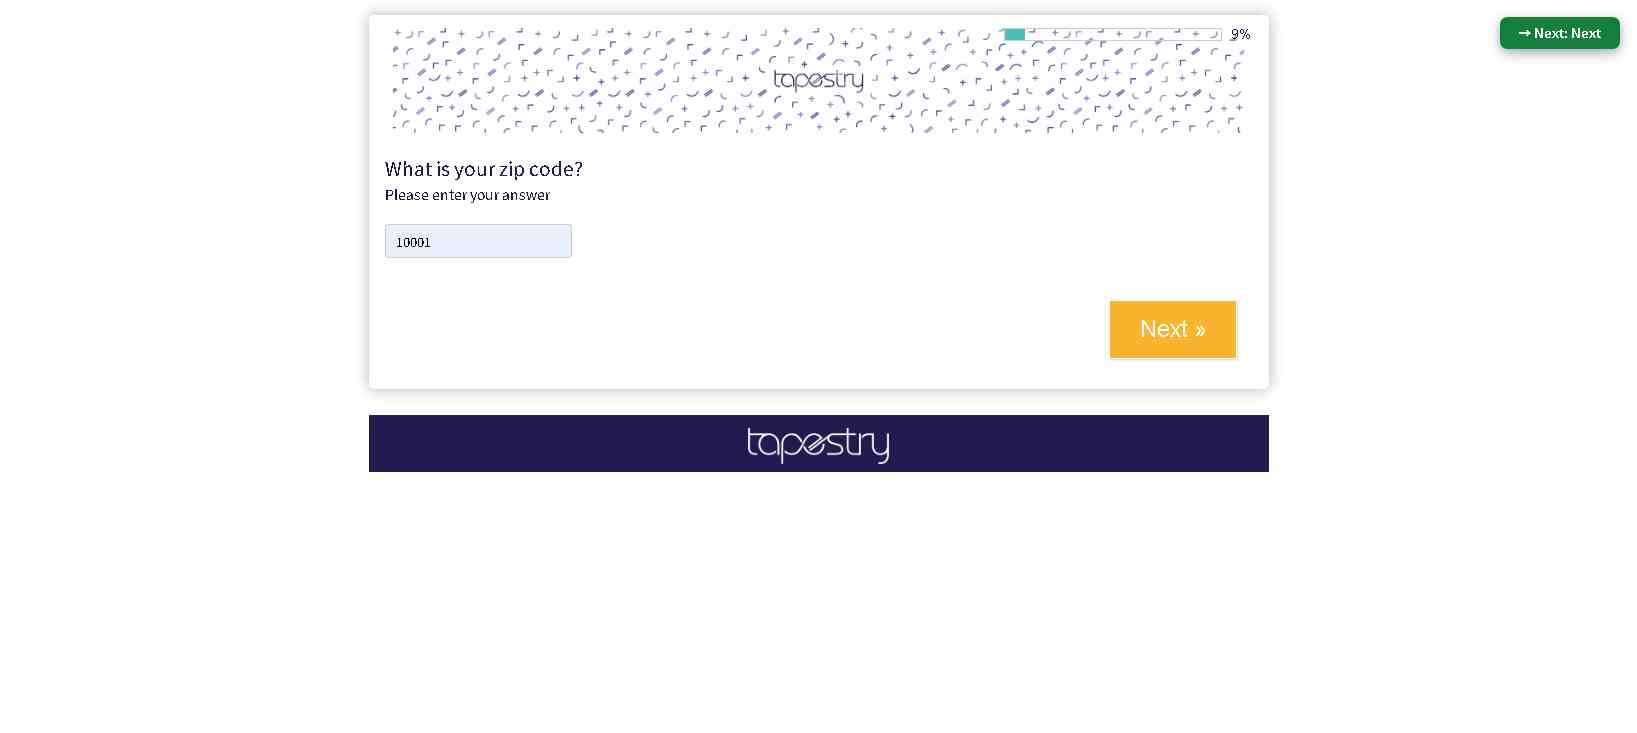 9%
→ Next: Next
tapestry
What is your zip code?
Please enter your answer
10001
Next »
tapestry